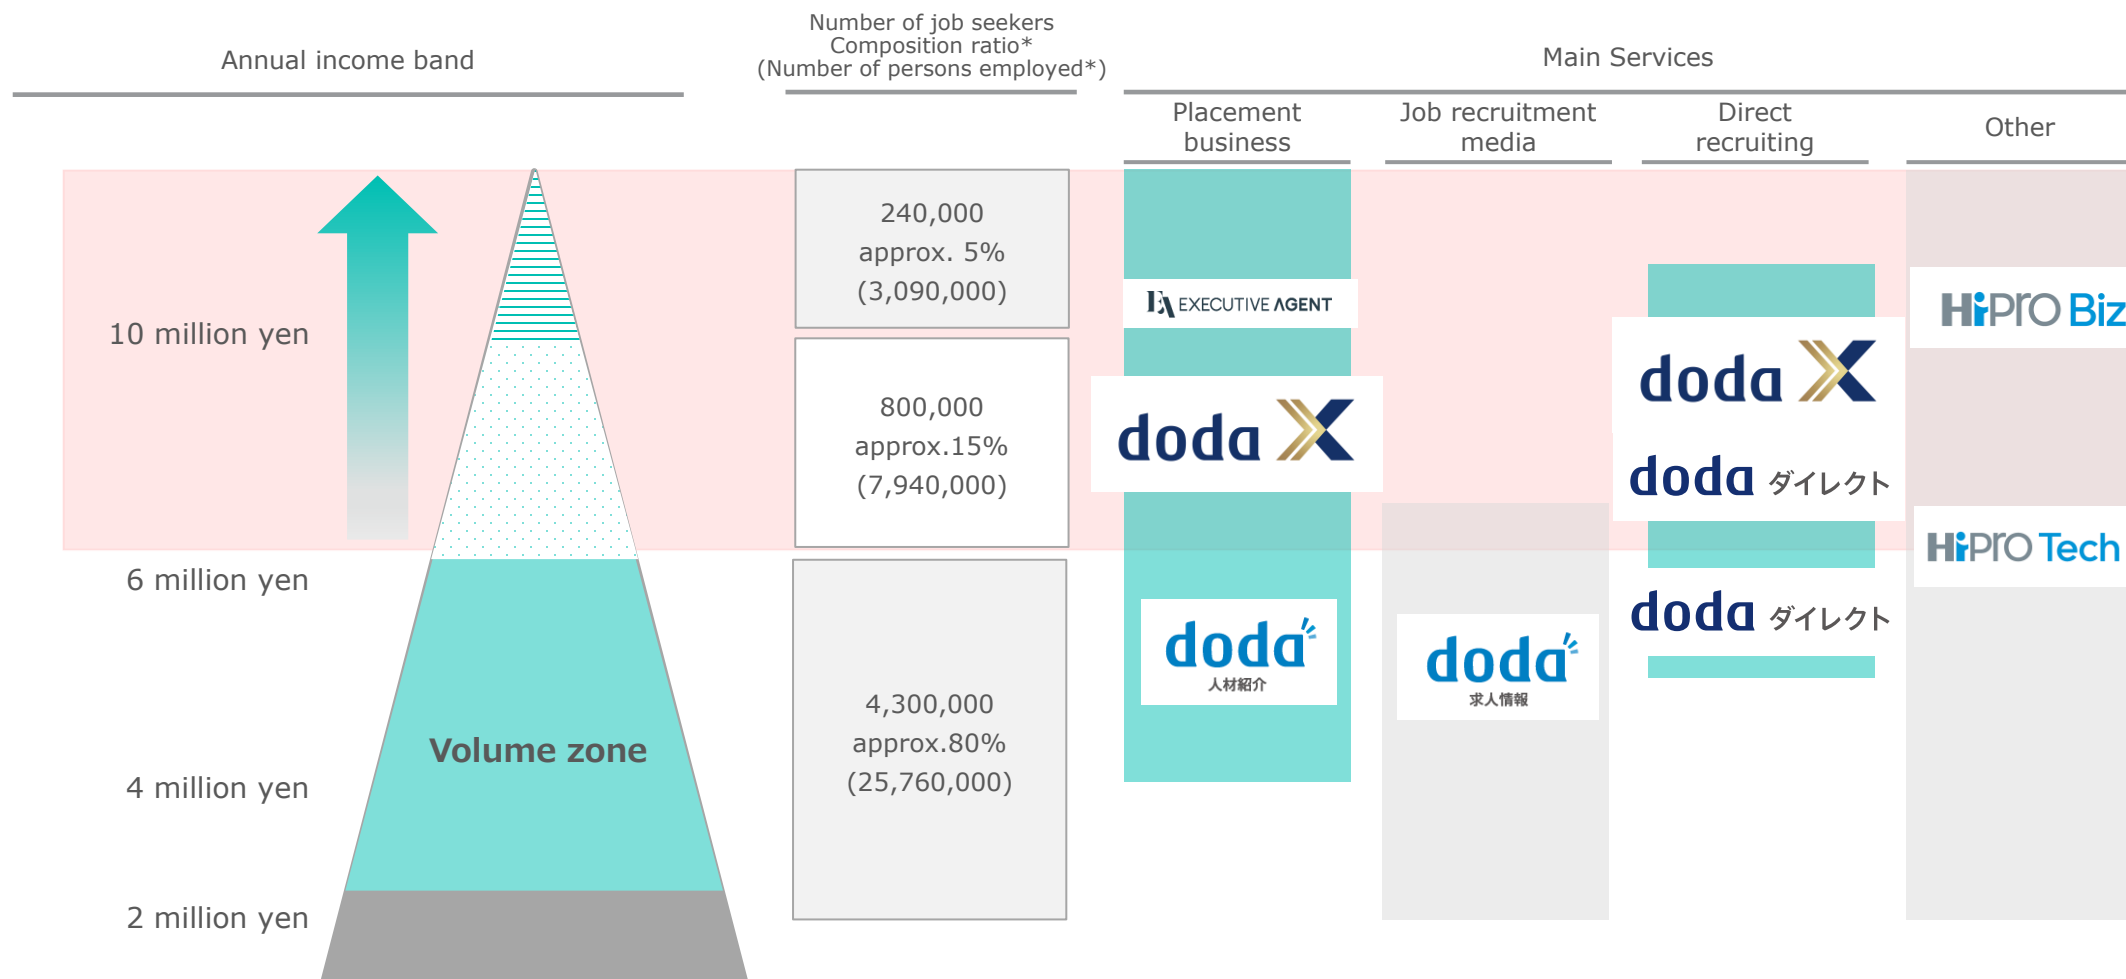 Annual income band
Number of job seekers
Composition ratio*
(Number of persons employed*)
Main Services
Placement
business
Job recruitment
media
Direct
recruiting
Other
10 million yen
6 million yen
4 million yen
2 million yen
Volume zone
240,000
approx. 5%
(3,090,000)
800,000
approx.15%
(7,940,000)
4,300,000
approx.80%
(25,760,000)
EA EXECUTIVE AGENT
doda X
doda
人材紹介
doda
求人情報
doda X
doda ダイレクト
doda ダイレクト
HiPRO Biz
HiPRO Tech